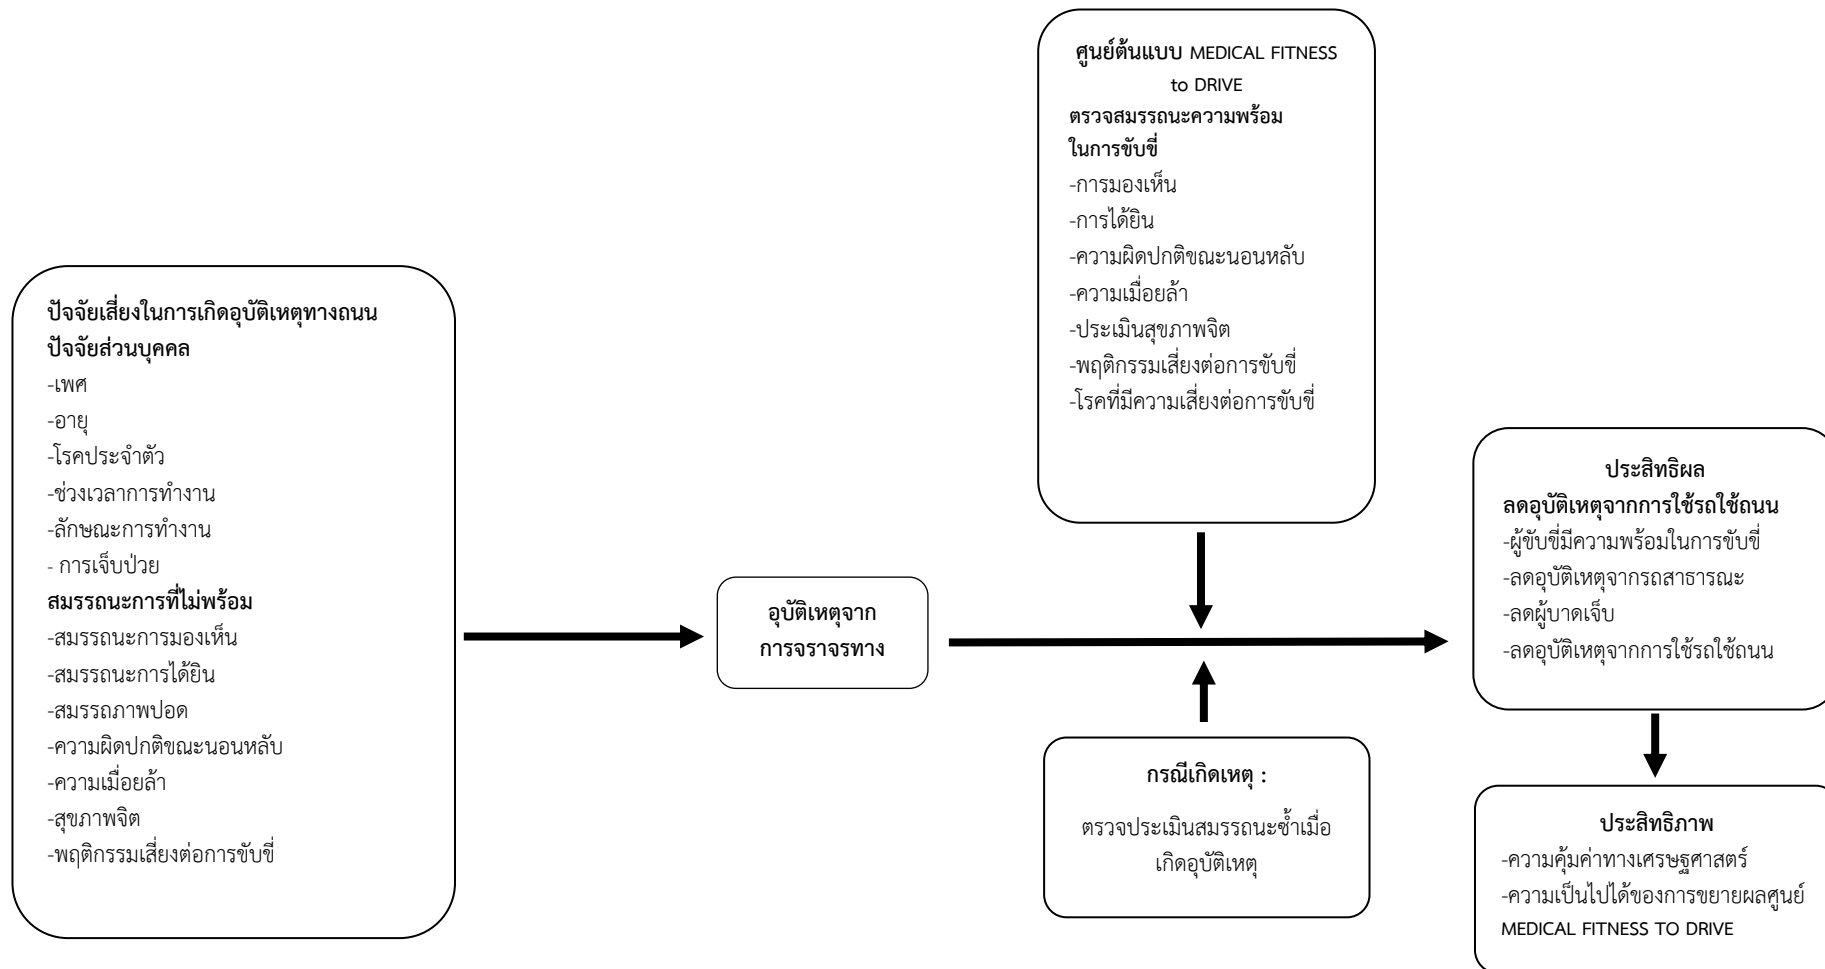 ปัจจัยเสี่ยงในการเกิดอุบัติเหตุทางถนน
ปัจจัยส่วนบุคคล
-เพศ
-อายุ
-โรคประจำตัว
-ช่วงเวลาการทำงาน
-ลักษณะการทำงาน
- การเจ็บป่วย
สมรรถนะการที่ไม่พร้อม
-สมรรถนะการมองเห็น
-สมรรถนะการได้ยิน
-สมรรถภาพปอด
-ความผิดปกติขณะนอนหลับ
-ความเมื่อยล้า
-สุขภาพจิต
-พฤติกรรมเสี่ยงต่อการขับขี่
อุบัติเหตุจาก
การจราจรทาง
ศูนย์ต้นแบบ MEDICAL FITNESS
to DRIVE
ตรวจสมรรถนะความพร้อม
ในการขับขี่
-การมองเห็น
-การได้ยิน
-ความผิดปกติขณะนอนหลับ
-ความเมื่อยล้า
-ประเมินสุขภาพจิต
-พฤติกรรมเสี่ยงต่อการขับขี่
-โรคที่มีความเสี่ยงต่อการขับขี่
กรณีเกิดเหตุ :
ตรวจประเมินสมรรถนะซ้ำเมื่อ
เกิดอุบัติเหตุ
ประสิทธิผล
ลดอุบัติเหตุจากการใช้รถใช้ถนน
-ผู้ขับขี่มีความพร้อมในการขับขี่
-ลดอุบัติเหตุจากรถสาธารณะ
-ลดผู้บาดเจ็บ
-ลดอุบัติเหตุจากการใช้รถใช้ถนน
ประสิทธิภาพ
-ความคุ้มค่าทางเศรษฐศาสตร์
-ความเป็นไปได้ของการขยายผลศูนย์
MEDICAL FITNESS TO DRIVE